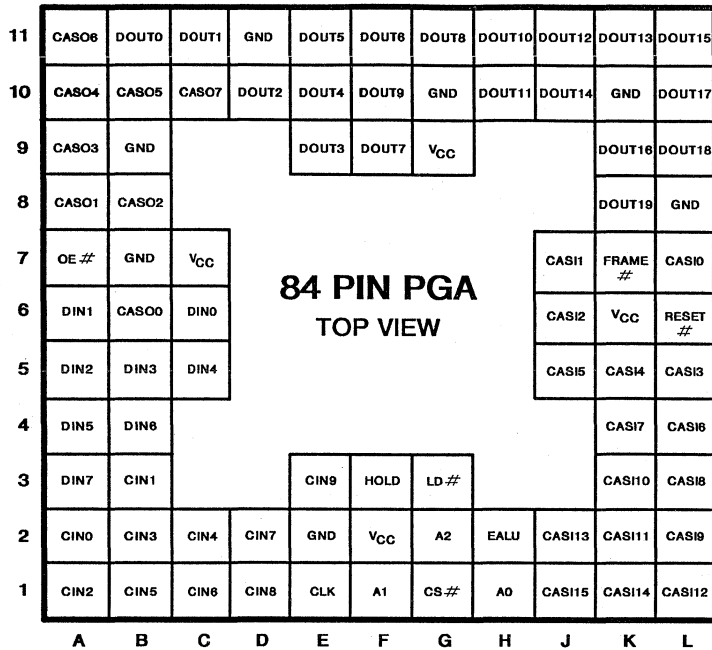 11 CASO6 DOUT0 DOUT1 GND DOUT5 DOUT6 DOUT8 DOUT10 DOUT12 DOUT13 DOUT15
10 CASO4 CASO5 CASO7 DOUT2 DOUT4 DOUT9 GND DOUT11 DOUT14 GND DOUT17
9 CASO3 GND DOUT3 DOUT7 VCC DOUT16 DOUT18
8 CASO1 CASO2 DOUT19 GND
7 OE# GND VCC CASI1 FRAME# CASI0
84 PIN PGA
TOP VIEW
6 DIN1 CASO0 DIN0 CASI2 VCC RESET#
5 DIN2 DIN3 DIN4 CASI5 CASI4 CASI3
4 DIN5 DIN6 CASI7 CASI6
3 DIN7 CIN1 CIN9 HOLD LD# CASI10 CASI8
2 CIN0 CIN3 CIN4 CIN7 GND VCC A2 EALU CASI13 CASI11 CASI9
1 CIN2 CIN5 CIN6 CIN8 CLK A1 CS# A0 CASI15 CASI14 CASI12
A B C D E F G H J K L